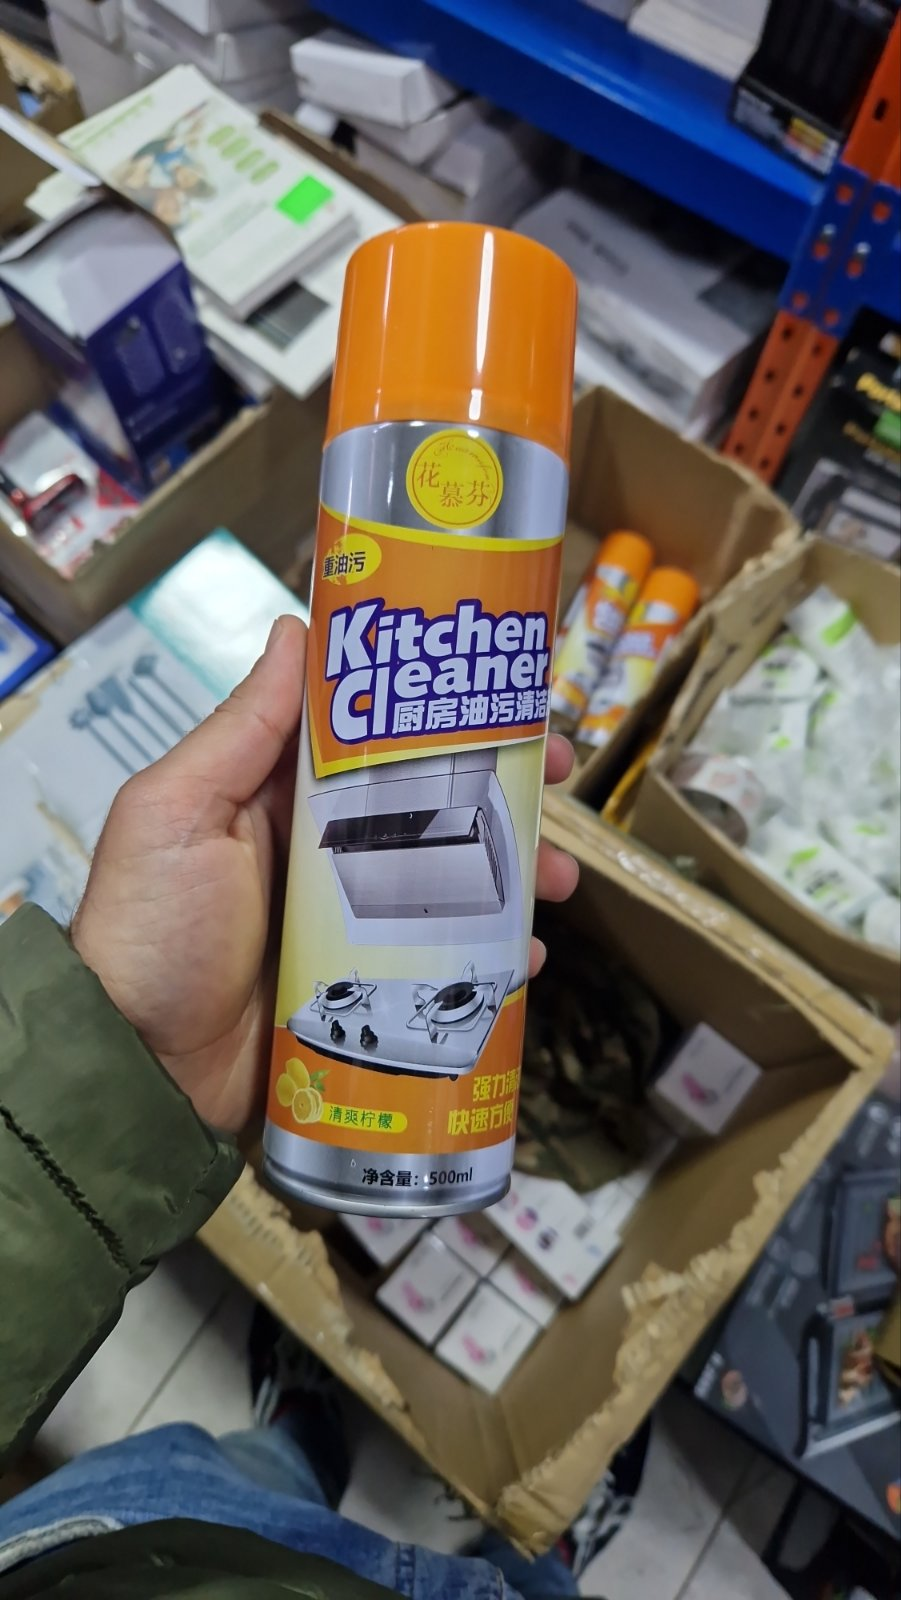 花慕芬
重油污
Kitchen
Cleaner
厨房油污清洁
强力清
快速方便
清爽柠檬
净含量：500ml